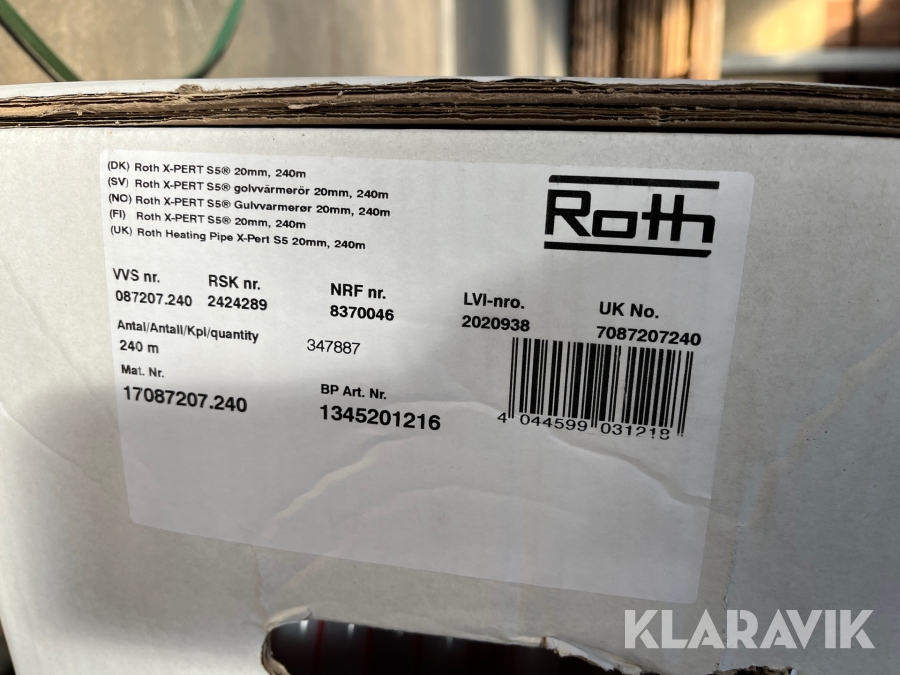 (DK) Roth X-PERT S5® 20mm, 240m
(SV) Roth X-PERT S5® golvvärmerör 20mm, 240m
(NO) Roth X-PERT S5® Gulvvarmerør 20mm, 240m
(FI) Roth X-PERT S5® 20mm, 240m
(UK) Roth Heating Pipe X-Pert S5 20mm, 240m
Roth
VVS nr. RSK nr. NRF nr. LVI-nro. UK No.
087207.240 2424289 8370046 2020938 7087207240
Antal/Antall/Kpl/quantity
240 m 347887
Mat. Nr. BP Art. Nr.
17087207.240 1345201216
4 044599 031218
KLARAVIK